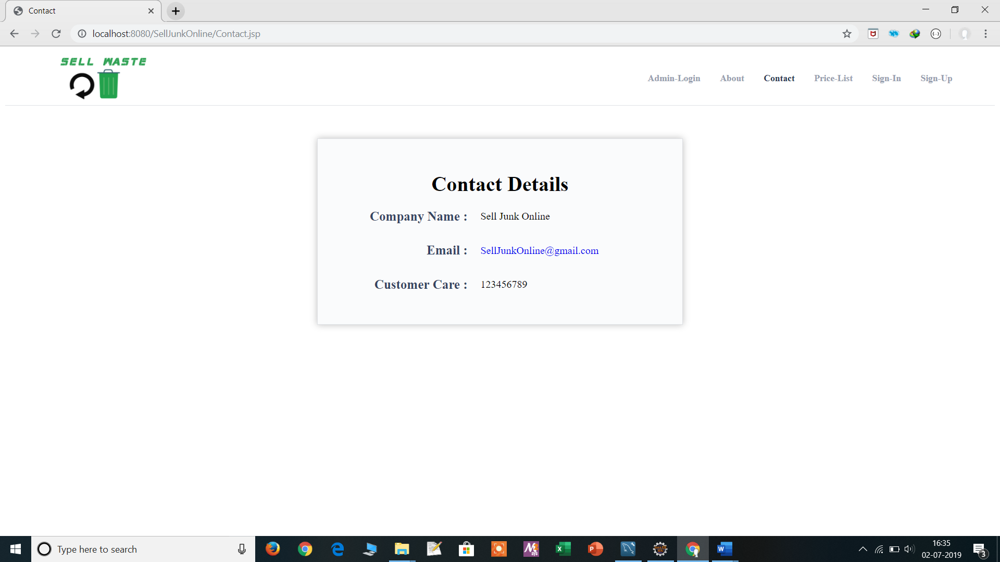 Contact
localhost:8080/SellJunkOnline/Contact.jsp
SELL WASTE
Admin-Login About Contact Price-List Sign-In Sign-Up
Contact Details
Company Name : Sell Junk Online
Email : SellJunkOnline@gmail.com
Customer Care : 123456789
Type here to search
16:35
02-07-2019
3